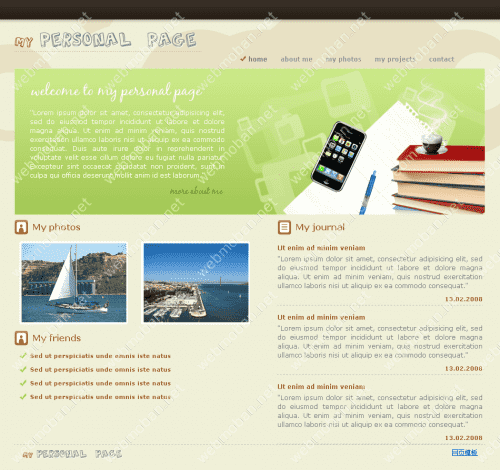 MY PERSONAL PAGE
home about me my photos my projects contact
welcome to my personal page
"Lorem ipsum dolor sit amet, consectetur adipisicing elit,
sed do eiusmod tempor incididunt ut labore et dolore
magna aliqua. Ut enim ad minim veniam, quis nostrud
exercitation ullamco laboris nisi ut aliquip ex ea commodo
consequat. Duis aute irure dolor in reprehenderit in
voluptate velit esse cillum dolore eu fugiat nulla pariatur.
Excepteur sint occaecat cupidatat non proident, sunt in
culpa qui officia deserunt mollit anim id est laborum."
more about me
My photos
My friends
Sed ut perspiciatis unde omnis iste natus
Sed ut perspiciatis unde omnis iste natus
Sed ut perspiciatis unde omnis iste natus
Sed ut perspiciatis unde omnis iste natus
My journal
Ut enim ad minim veniam
"Lorem ipsum dolor sit amet, consectetur adipisicing elit, sed
do eiusmod tempor incididunt ut labore et dolore magna
aliqua. Ut enim ad minim veniam, quis nostrud exercitation
ullamco laboris nisi ut aliquip ex ea commodo consequat."
13.02.2008
Ut enim ad minim veniam
"Lorem ipsum dolor sit amet, consectetur adipisicing elit, sed
do eiusmod tempor incididunt ut labore et dolore magna
aliqua. Ut enim ad minim veniam, quis nostrud exercitation
ullamco laboris nisi ut aliquip ex ea commodo consequat."
13.02.2008
Ut enim ad minim veniam
"Lorem ipsum dolor sit amet, consectetur adipisicing elit, sed
do eiusmod tempor incididunt ut labore et dolore magna
aliqua. Ut enim ad minim veniam, quis nostrud exercitation
ullamco laboris nisi ut aliquip ex ea commodo consequat."
13.02.2008
MY PERSONAL PAGE
网页模板